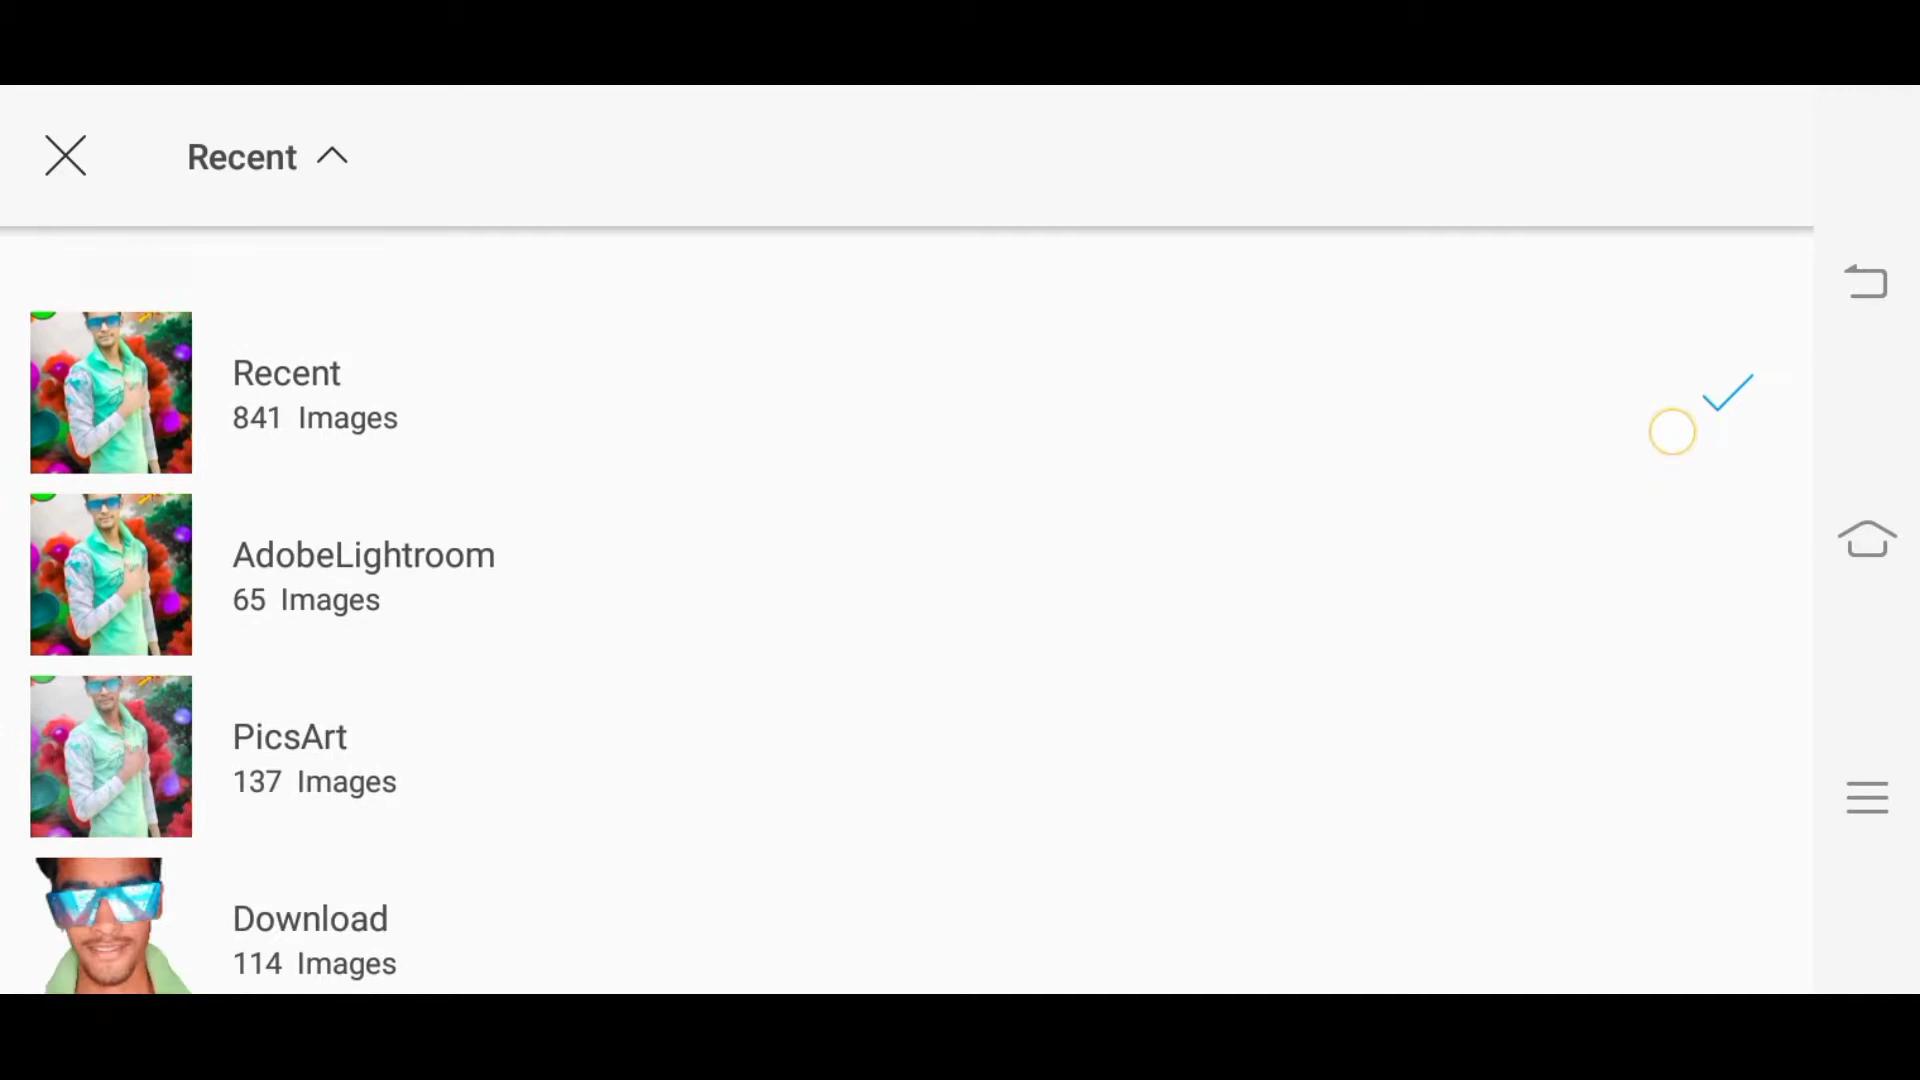 Recent
Recent
841 Images
AdobeLightroom
65 Images
PicsArt
137 Images
Download
114 Images